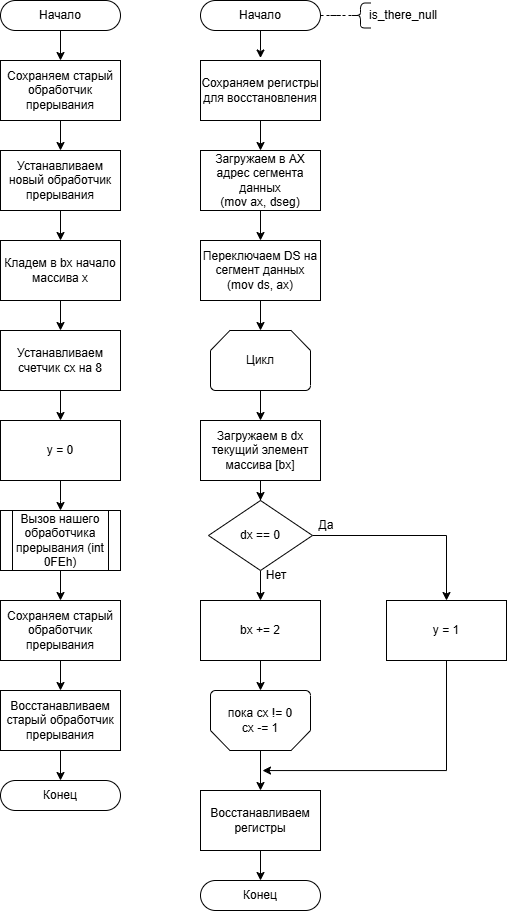 Начало
Сохраняем старый
обработчик
прерывания
Устанавливаем
новый обработчик
прерывания
Кладем в bx начало
массива x
Устанавливаем
счетчик cx на 8
y = 0
Вызов нашего
обработчика
прерывания (int
0FEh)
Сохраняем старый
обработчик
прерывания
Восстанавливаем
старый обработчик
прерывания
Конец
Начало
is_there_null
Сохраняем регистры
для восстановления
Загружаем в AX
адрес сегмента
данных
(mov ax, dseg)
Переключаем DS на
сегмент данных
(mov ds, ax)
Цикл
Загружаем в dx
текущий элемент
массива [bx]
dx == 0
Да
Нет
bx += 2
y = 1
пока cx != 0
cx -= 1
Восстанавливаем
регистры
Конец